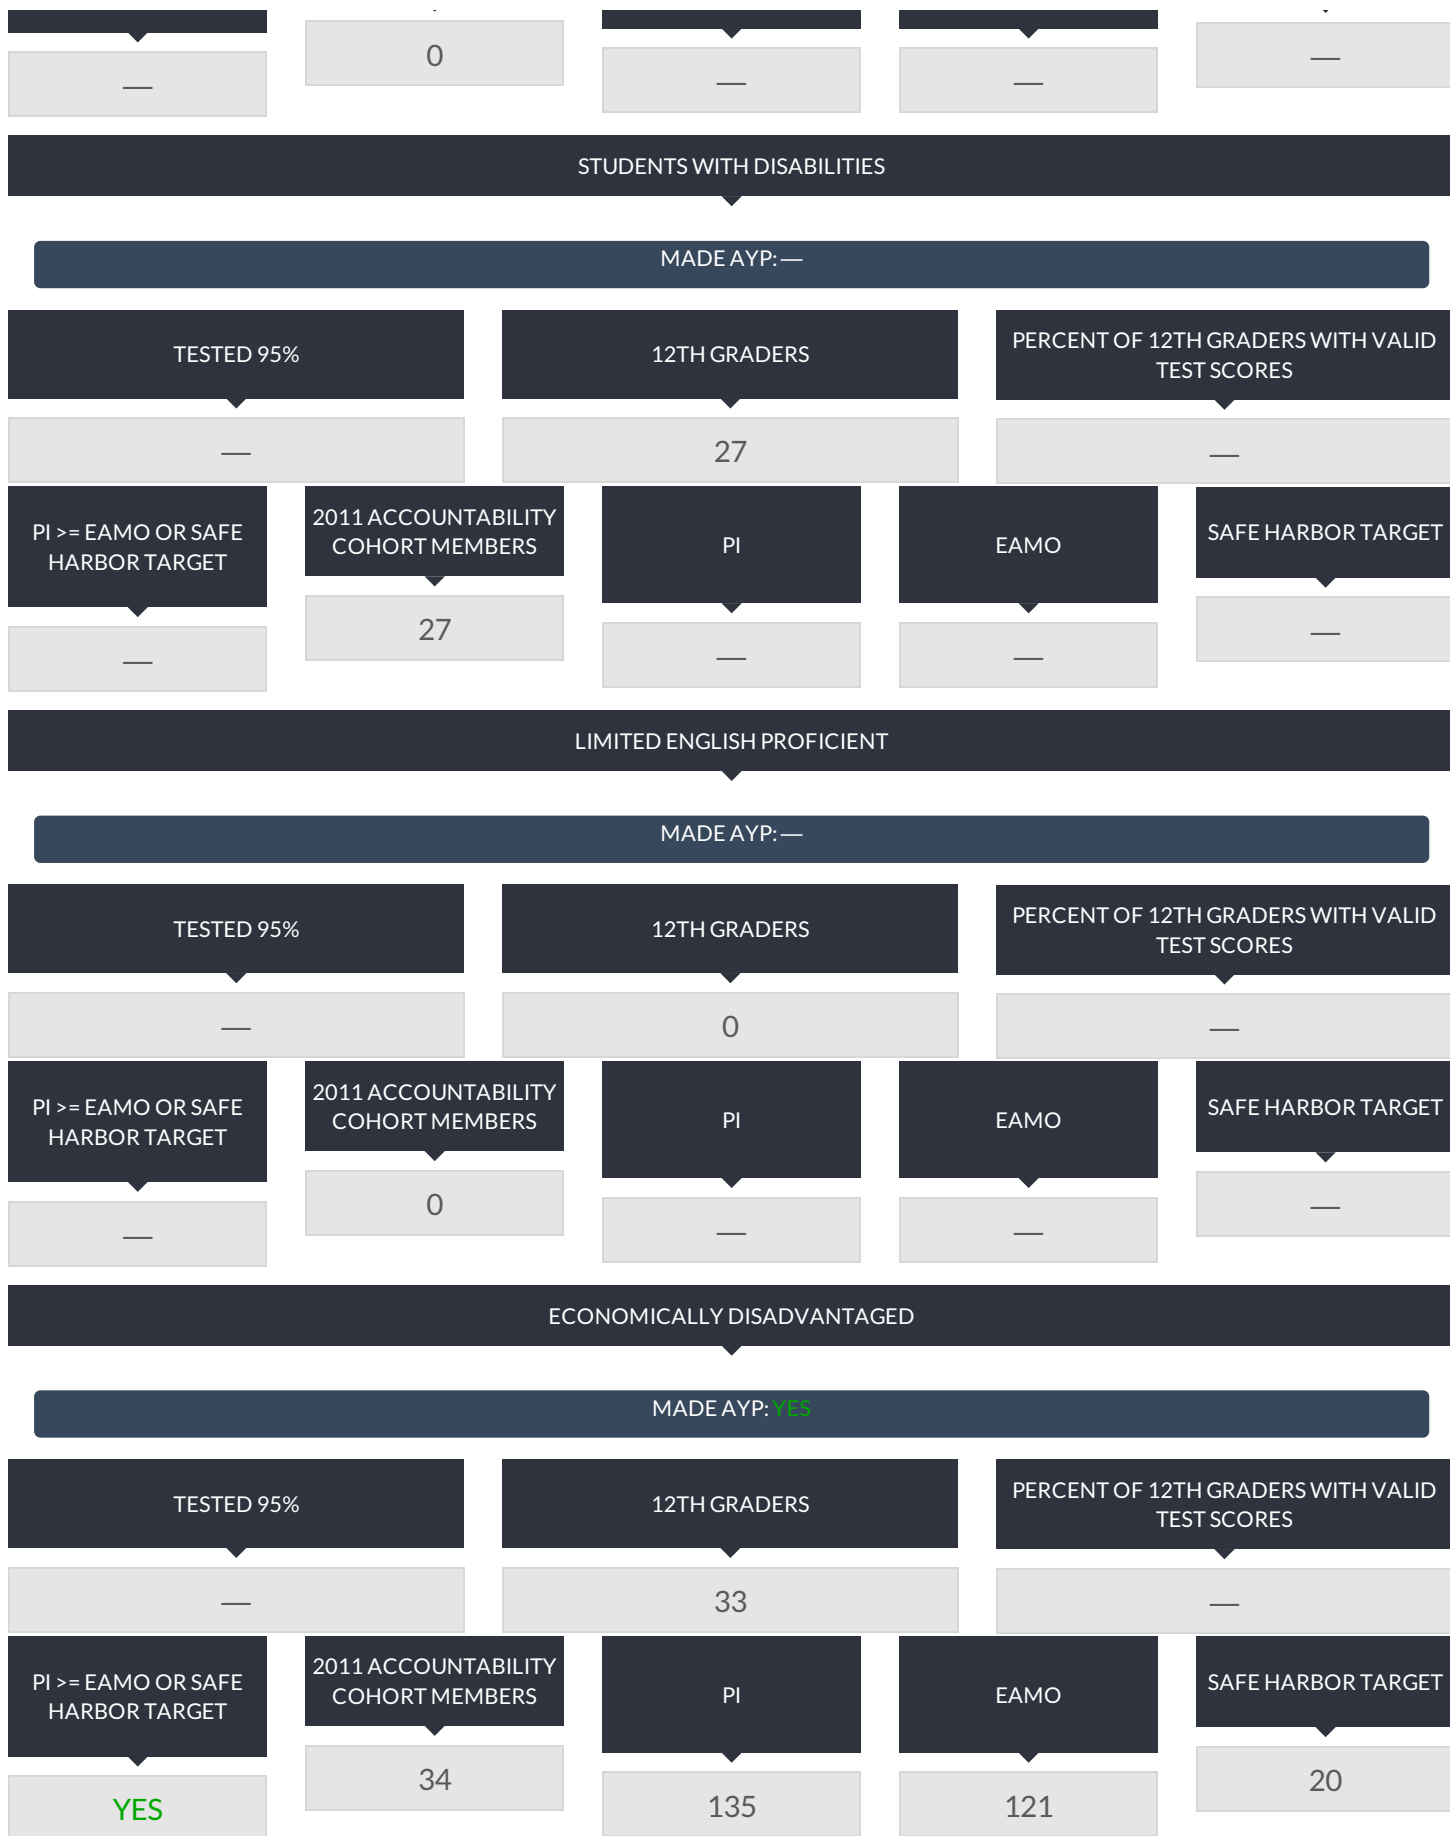 — 0 — — —
STUDENTS WITH DISABILITIES
MADE AYP: —
TESTED 95%
12TH GRADERS
PERCENT OF 12TH GRADERS WITH VALID
TEST SCORES
— 27 —
PI >= EAMO OR SAFE
HARBOR TARGET
2011 ACCOUNTABILITY
COHORT MEMBERS
PI
EAMO
SAFE HARBOR TARGET
— 27 — — —
LIMITED ENGLISH PROFICIENT
MADE AYP: —
TESTED 95%
12TH GRADERS
PERCENT OF 12TH GRADERS WITH VALID
TEST SCORES
— 0 —
PI >= EAMO OR SAFE
HARBOR TARGET
2011 ACCOUNTABILITY
COHORT MEMBERS
PI
EAMO
SAFE HARBOR TARGET
— 0 — — —
ECONOMICALLY DISADVANTAGED
MADE AYP: YES
TESTED 95%
12TH GRADERS
PERCENT OF 12TH GRADERS WITH VALID
TEST SCORES
— 33 —
PI >= EAMO OR SAFE
HARBOR TARGET
2011 ACCOUNTABILITY
COHORT MEMBERS
PI
EAMO
SAFE HARBOR TARGET
YES 34 135 121 20